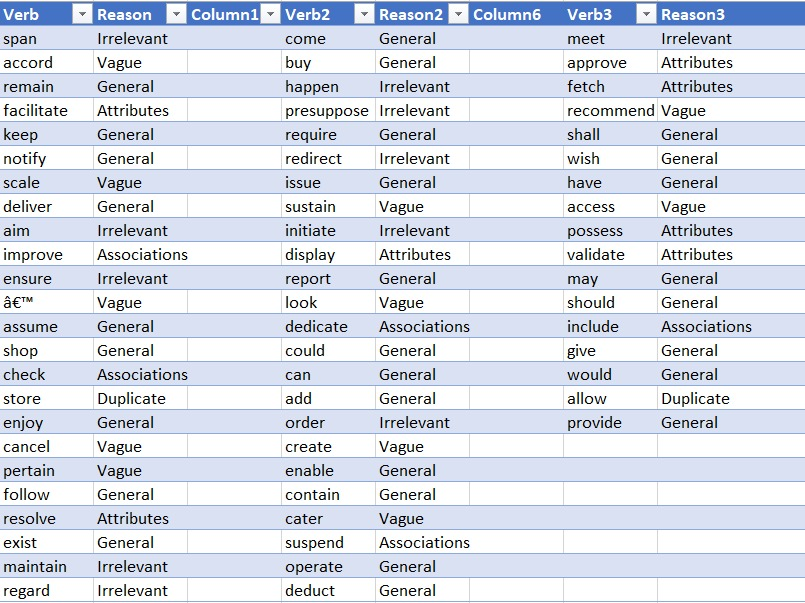 Verb Reason Column1 Verb2 Reason2 Column6 Verb3 Reason3
span Irrelevant come General meet Irrelevant
accord Vague buy General approve Attributes
remain General happen Irrelevant fetch Attributes
facilitate Attributes presuppose Irrelevant recommend Vague
keep General require General shall General
notify General redirect Irrelevant wish General
scale Vague issue General have General
deliver General sustain Vague access Vague
aim Irrelevant initiate Irrelevant possess Attributes
improve Associations display Attributes validate Attributes
ensure Irrelevant report General may General
â€™ Vague look Vague should General
assume General dedicate Associations include Associations
shop General could General give General
check Associations can General would General
store Duplicate add General allow Duplicate
enjoy General order Irrelevant provide General
cancel Vague create Vague
pertain Vague enable General
follow General contain General
resolve Attributes cater Vague
exist General suspend Associations
maintain Irrelevant operate General
regard Irrelevant deduct General